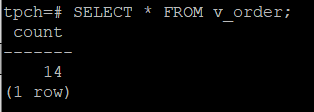 tpch=# SELECT * FROM v_order;
 count
-------
    14
(1 row)